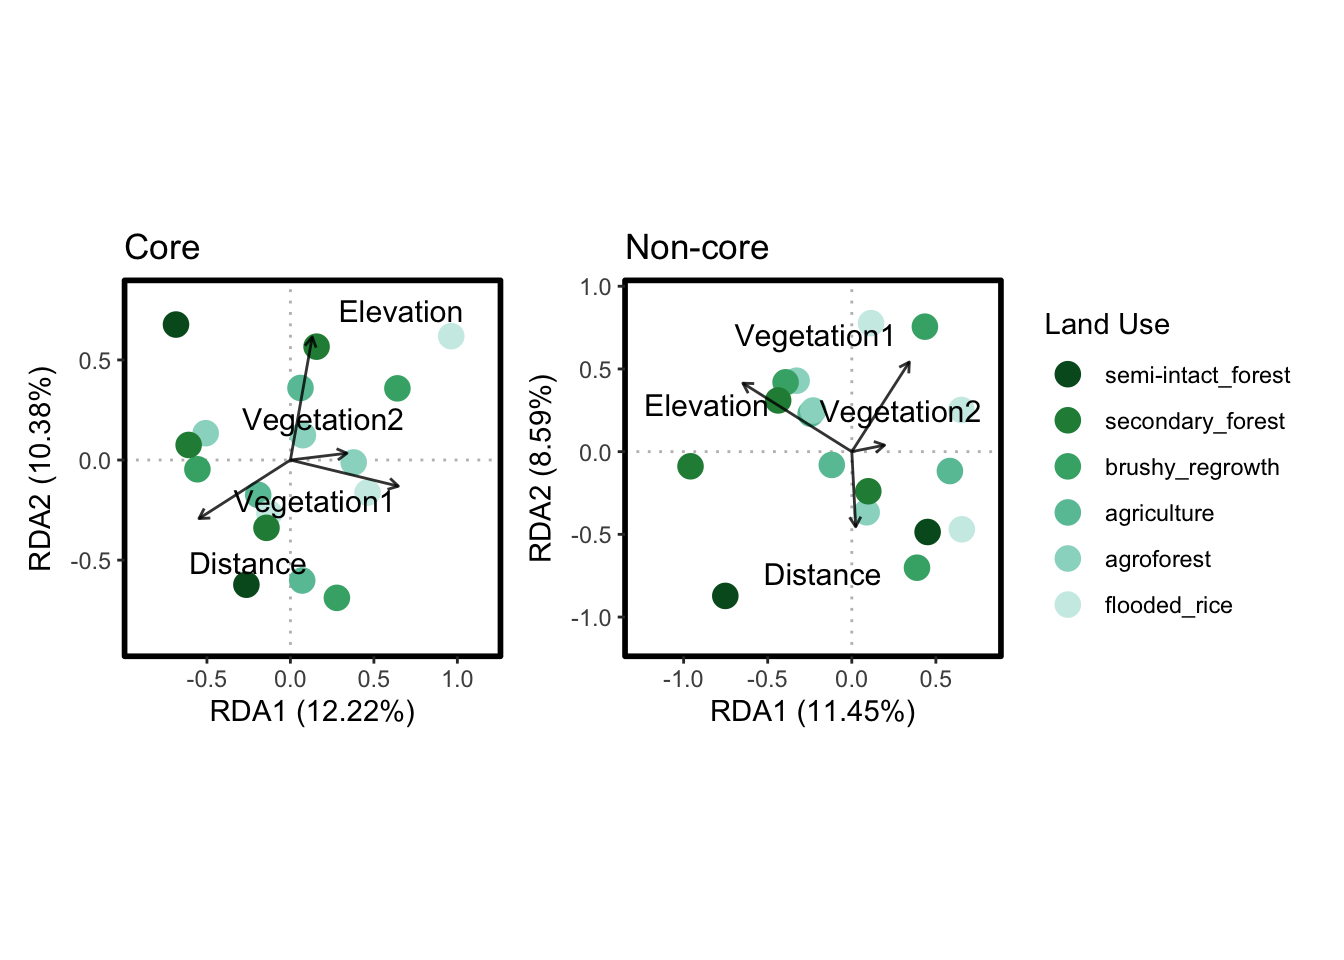 Core
Elevation
Vegetation2
Vegetation1
Distance
0.5
0.0
-0.5
-0.5
0.0
0.5
1.0
RDA1 (12.22%)
RDA2 (10.38%)
Non-core
Vegetation1
Elevation
Vegetation2
Distance
1.0
0.5
0.0
-0.5
-1.0
-1.0
-0.5
0.0
0.5
RDA1 (11.45%)
RDA2 (8.59%)
Land Use
semi-intact_forest
secondary_forest
brushy_regrowth
agriculture
agroforest
flooded_rice